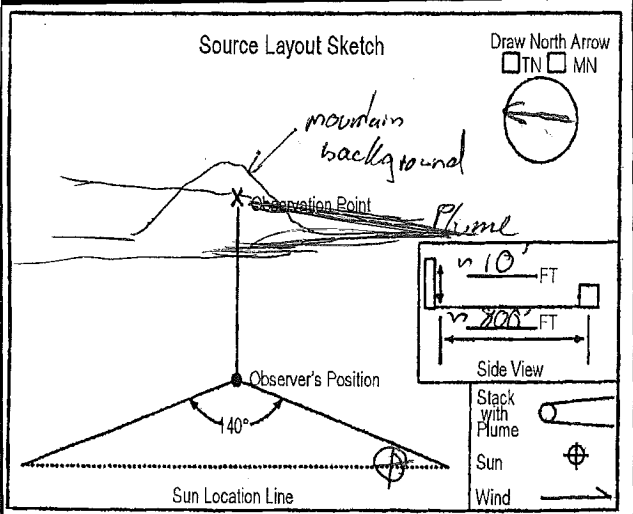 Source Layout Sketch
Draw North Arrow
TN MN
mountain
background
Observation Point
Plume
~ 10' FT
~ 800' FT
Side View
Observer's Position
140°
Sun Location Line
Stack
with
Plume
Sun
Wind